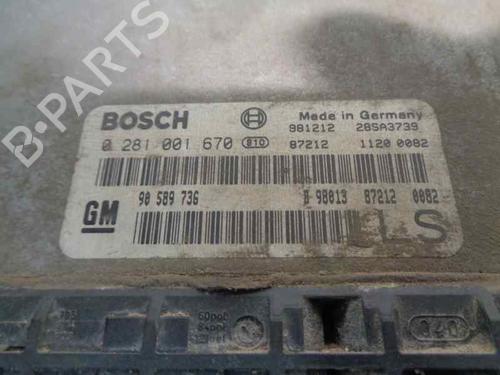 BOSCH
Made in Germany
981212 28SA3739
0 281 001 670 010 87212 1120 0082
GM
90 589 736 98013 87212 0082
LS
B-PARTS